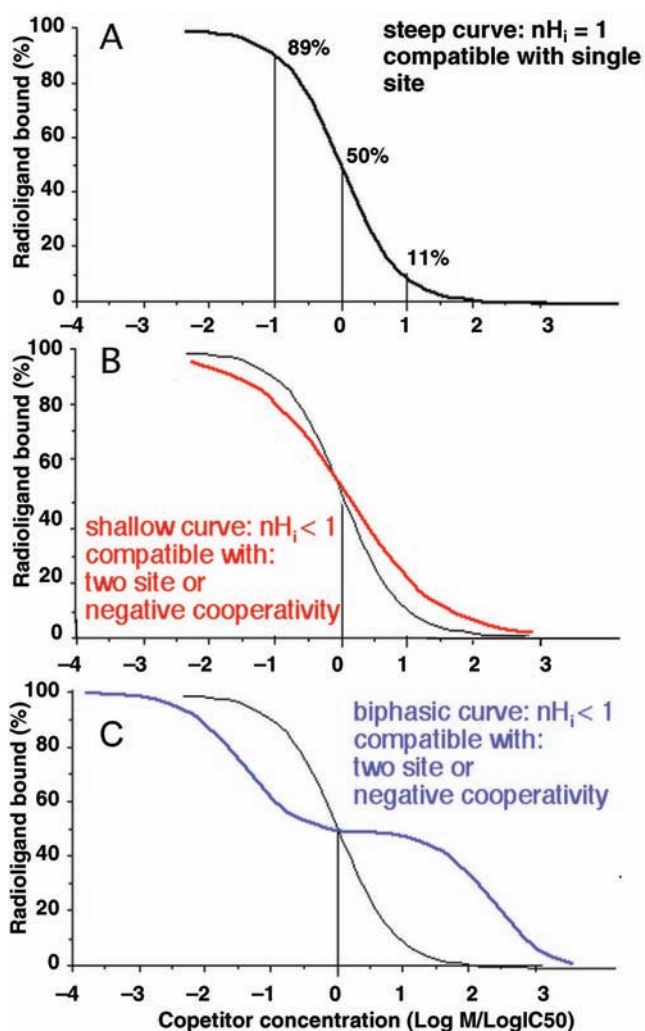 A
steep curve: nHᵢ = 1
compatible with single
site
89%
50%
11%
Radioligand bound (%)
100
80
60
40
20
0
–4 –3 –2 –1 0 1 2 3
B
shallow curve: nHᵢ < 1
compatible with:
two site or
negative cooperativity
Radioligand bound (%)
100
80
60
40
20
0
–4 –3 –2 –1 0 1 2 3
C
biphasic curve: nHᵢ < 1
compatible with:
two site or
negative cooperativity
Radioligand bound (%)
100
80
60
40
20
0
–4 –3 –2 –1 0 1 2 3
Copetitor concentration (Log M/LogIC50)